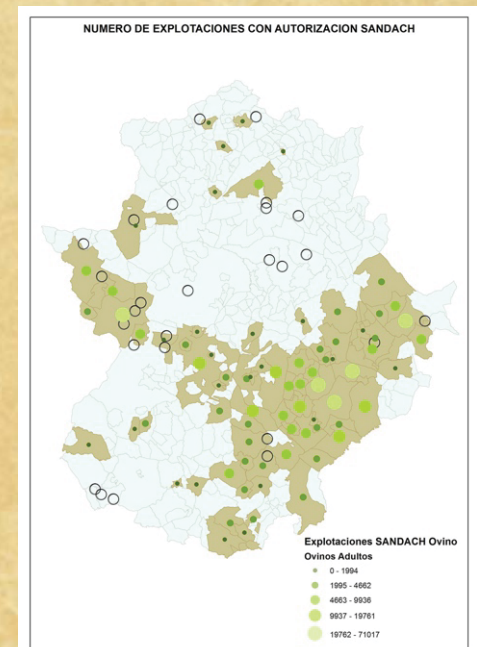 NUMERO DE EXPLOTACIONES CON AUTORIZACION SANDACH
Explotaciones SANDACH Ovino
Ovinos Adultos
0 - 1994
1995 - 4662
4663 - 9936
9937 - 19761
19762 - 71017